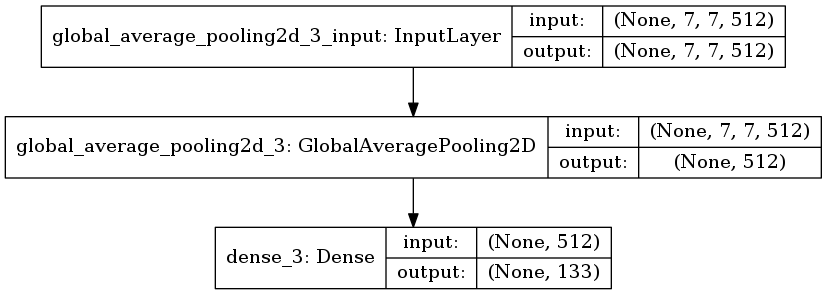 global_average_pooling2d_3_input: InputLayer
input: (None, 7, 7, 512)
output: (None, 7, 7, 512)
global_average_pooling2d_3: GlobalAveragePooling2D
input: (None, 7, 7, 512)
output: (None, 512)
dense_3: Dense
input: (None, 512)
output: (None, 133)